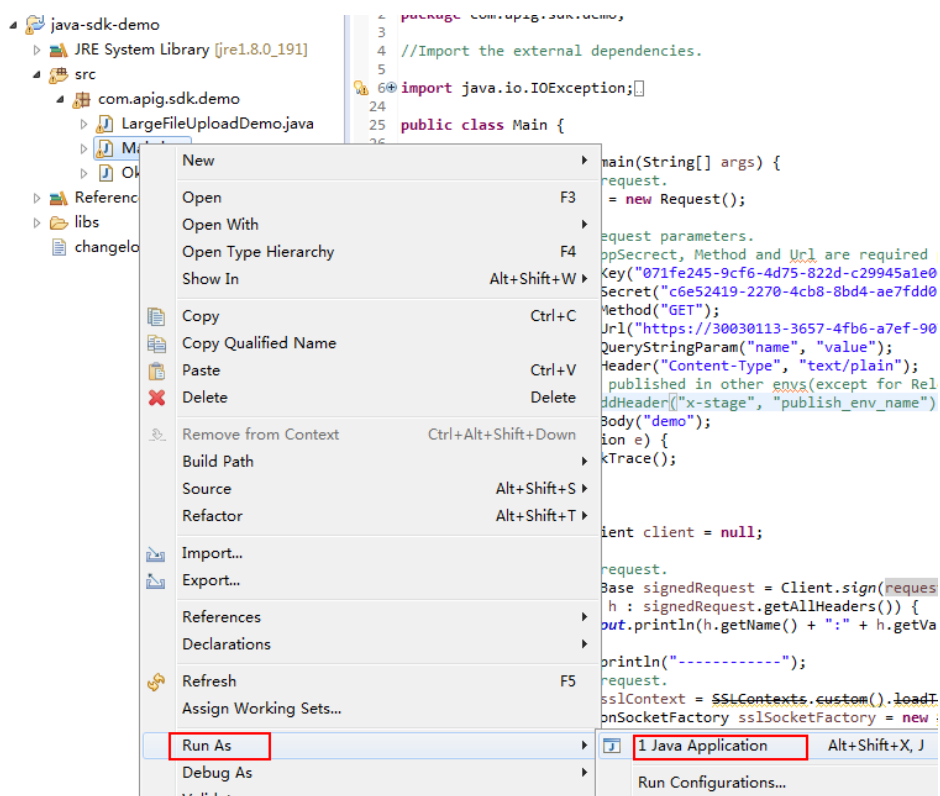 java-sdk-demo
JRE System Library [jre1.8.0_191]
src
com.apig.sdk.demo
LargeFileUploadDemo.java
Referenc
libs
changelo
2 package com.apig.sdk.demo;
3
4 //Import the external dependencies.
5
6 import java.io.IOException;
24
25 public class Main {
26
main(String[] args) {
request.
= new Request();
equest parameters.
ppSecrect, Method and Url are required
Key("071fe245-9cf6-4d75-822d-c29945a1e0
Secret("c6e52419-2270-4cb8-8bd4-ae7fdd0
Method("GET");
Url("https://30030113-3657-4fb6-a7ef-90
QueryStringParam("name", "value");
Header("Content-Type", "text/plain");
published in other envs(except for Rel
ddHeader("x-stage", "publish_env_name")
Body("demo");
ion e) {
kTrace();
ient client = null;
request.
Base signedRequest = Client.sign(reques
h : signedRequest.getAllHeaders()) {
out.println(h.getName() + ":" + h.getVa
println("------------");
request.
sslContext = SSLContexts.custom().loadT
onSocketFactory sslSocketFactory = new
New
Open F3
Open With
Open Type Hierarchy F4
Show In Alt+Shift+W
Copy Ctrl+C
Copy Qualified Name
Paste Ctrl+V
Delete Delete
Remove from Context Ctrl+Alt+Shift+Down
Build Path
Source Alt+Shift+S
Refactor Alt+Shift+T
Import...
Export...
References
Declarations
Refresh F5
Assign Working Sets...
Run As
Debug As
1 Java Application Alt+Shift+X, J
Run Configurations...